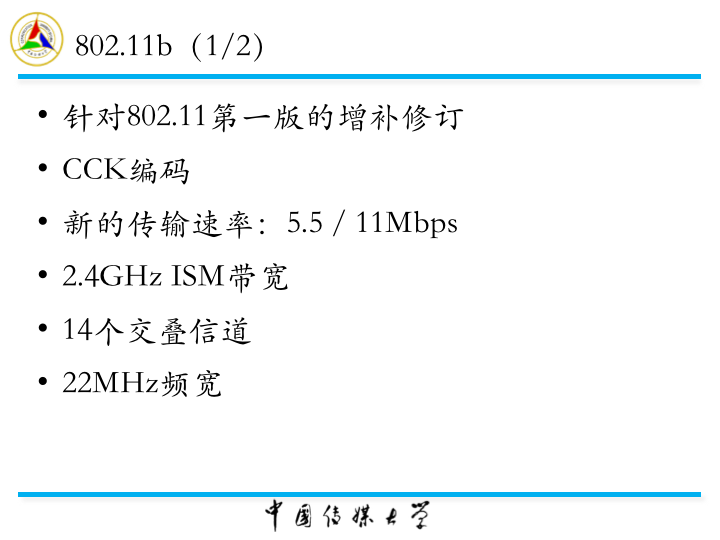 802.11b（1/2）
• 针对802.11第一版的增补修订
• CCK编码
• 新的传输速率：5.5 / 11Mbps
• 2.4GHz ISM带宽
• 14个交叠信道
• 22MHz频宽
中国传媒大学